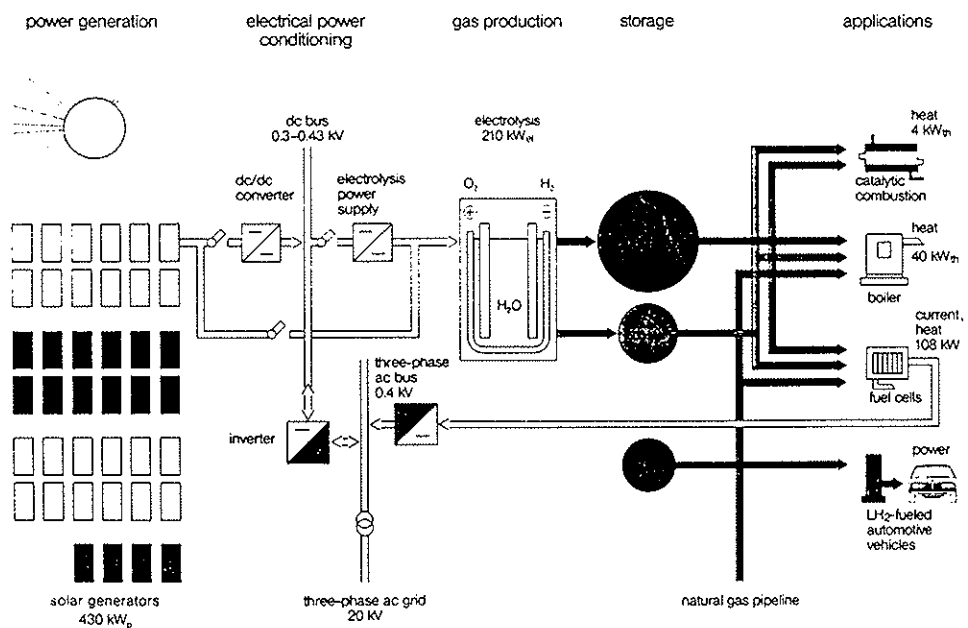 power generation
electrical power
conditioning
gas production
storage
applications
dc bus
0.3–0.43 kV
electrolysis
210 kWel
heat
4 kWth
dc/dc
converter
electrolysis
power
supply
O2
H2
catalytic
combustion
heat
40 kWth
H2O
boiler
current,
heat
108 kW
three-phase
ac bus
0.4 kV
fuel cells
inverter
power
LH2-fueled
automotive
vehicles
solar generators
430 kWp
three-phase ac grid
20 kV
natural gas pipeline